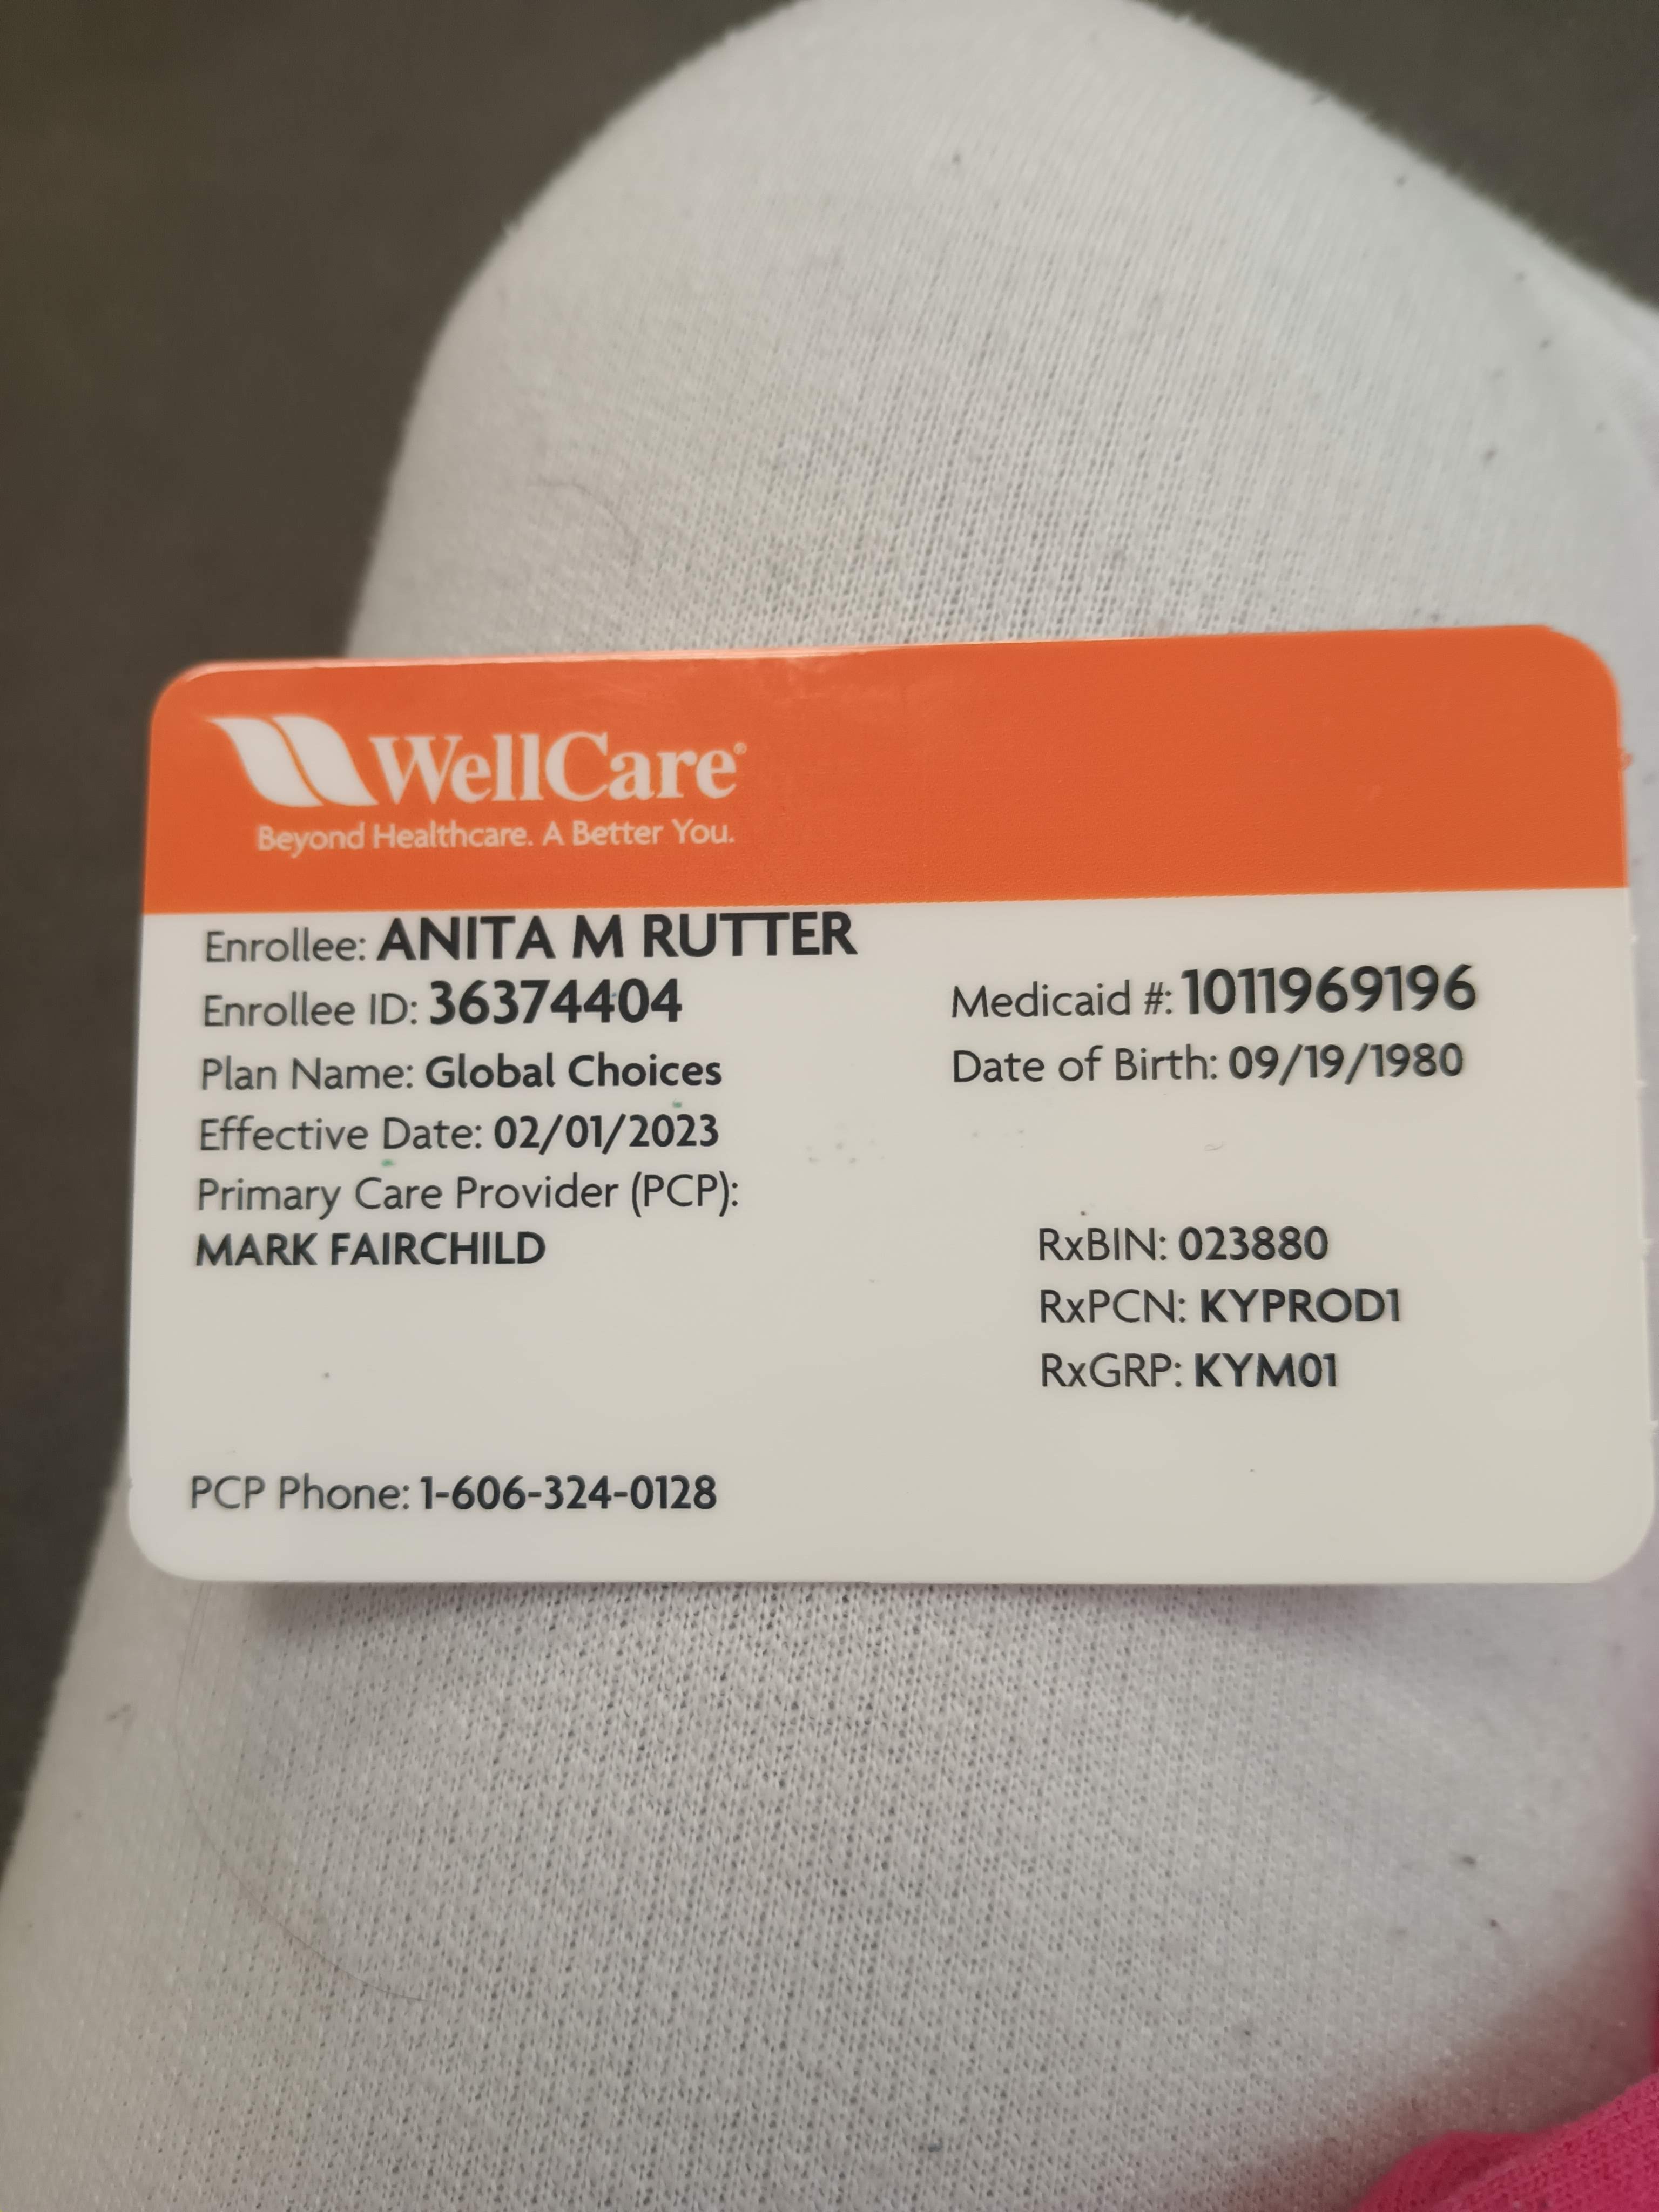 WellCare®
Beyond Healthcare. A Better You.
Enrollee: ANITA M RUTTER
Enrollee ID: 36374404
Medicaid #: 1011969196
Plan Name: Global Choices
Date of Birth: 09/19/1980
Effective Date: 02/01/2023
Primary Care Provider (PCP):
MARK FAIRCHILD
RxBIN: 023880
RxPCN: KYPROD1
RxGRP: KYM01
PCP Phone: 1-606-324-0128